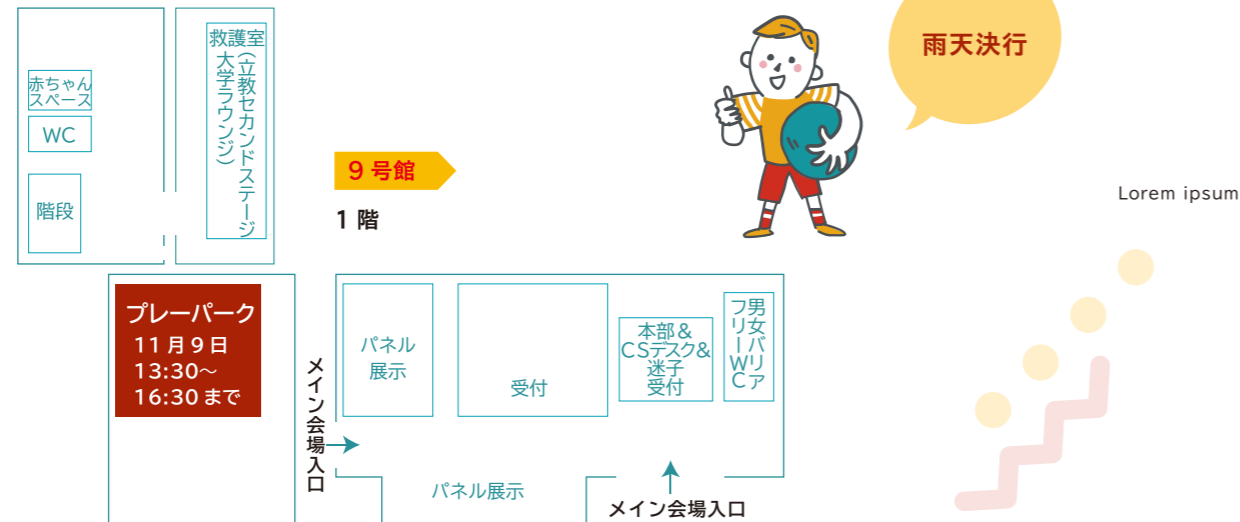 救護室
(立教セカンドステージ
大学ラウンジ)
赤ちゃん
スペース
WC
階段
9号館
1階
雨天決行
Lorem ipsum
プレーパーク
11月9日
13:30〜
16:30まで
メイン会場入口
パネル
展示
受付
本部&
CSデスク&
迷子
受付
男女バリア
フリーWC
パネル展示
メイン会場入口